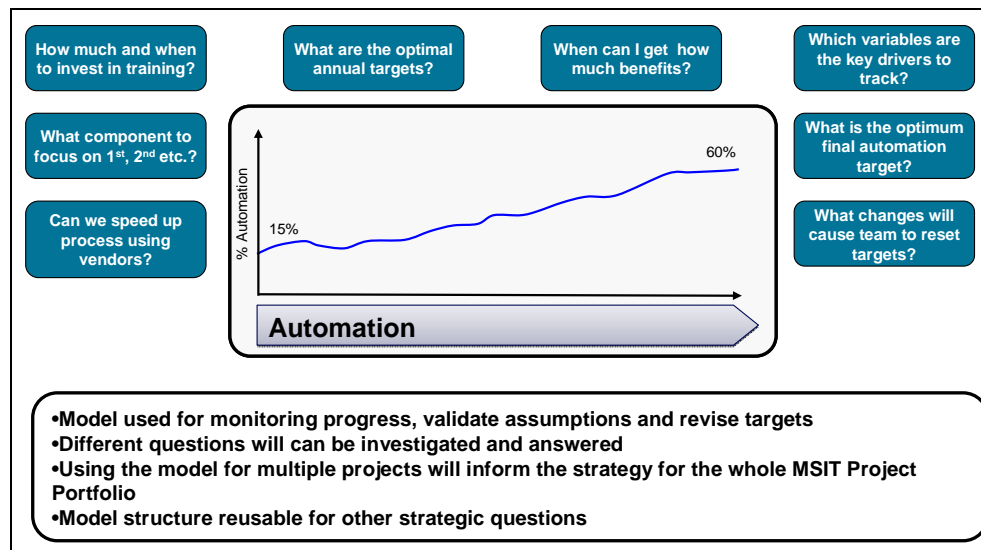 How much and when
to invest in training?
What are the optimal
annual targets?
When can I get how
much benefits?
Which variables are
the key drivers to
track?
What component to
focus on 1st, 2nd etc.?
What is the optimum
final automation
target?
Can we speed up
process using
vendors?
What changes will
cause team to reset
targets?
% Automation
15%
60%
Automation
•Model used for monitoring progress, validate assumptions and revise targets
•Different questions will can be investigated and answered
•Using the model for multiple projects will inform the strategy for the whole MSIT Project
Portfolio
•Model structure reusable for other strategic questions